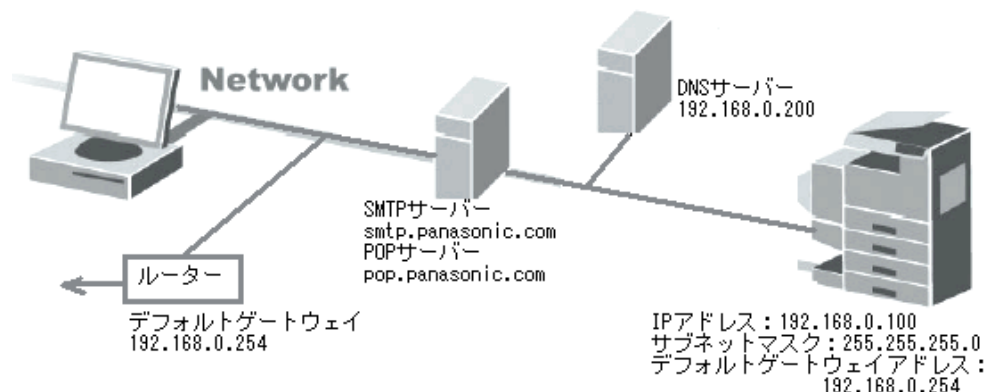 Network
DNSサーバー
192.168.0.200
SMTPサーバー
smtp.panasonic.com
POPサーバー
pop.panasonic.com
ルーター
デフォルトゲートウェイ
192.168.0.254
IPアドレス：192.168.0.100
サブネットマスク：255.255.255.0
デフォルトゲートウェイアドレス：
192.168.0.254